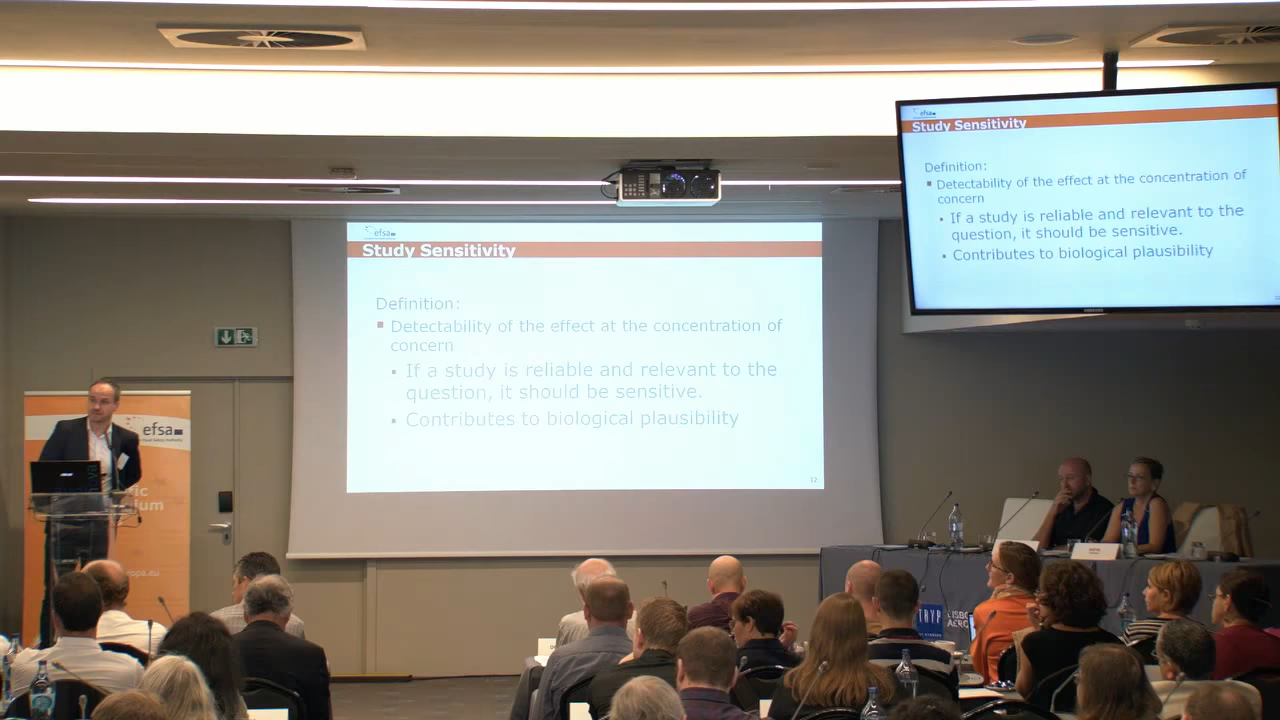 efsa
Study Sensitivity
Definition:
Detectability of the effect at the concentration of
concern
If a study is reliable and relevant to the
question, it should be sensitive.
Contributes to biological plausibility
12
efsa
Study Sensitivity
Definition:
Detectability of the effect at the concentration of
concern
If a study is reliable and relevant to the
question, it should be sensitive.
Contributes to biological plausibility
efsa
TRYP